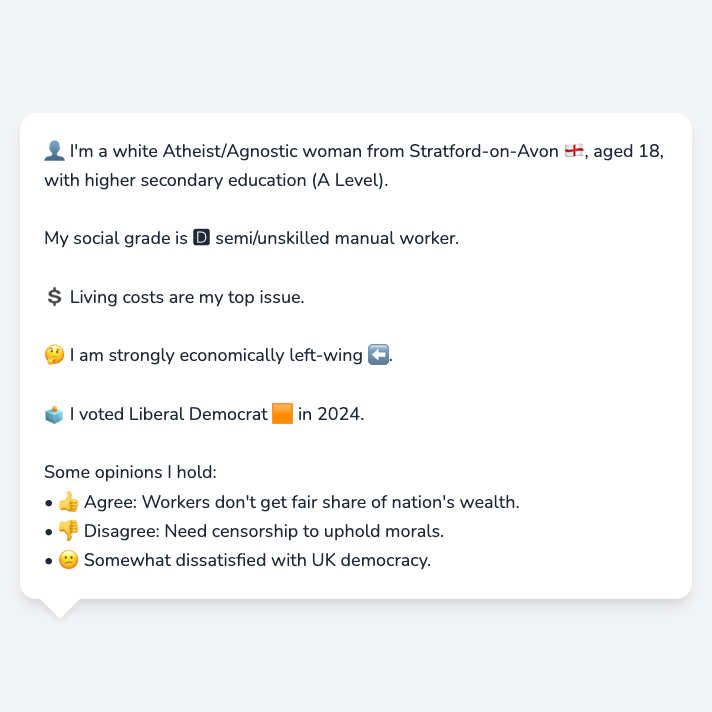 👤 I'm a white Atheist/Agnostic woman from Stratford-on-Avon 🏴󠁧󠁢󠁥󠁮󠁧󠁿, aged 18,
with higher secondary education (A Level).
My social grade is 🅳 semi/unskilled manual worker.
💲 Living costs are my top issue.
🤔 I am strongly economically left-wing ⬅️.
🗳️ I voted Liberal Democrat 🟧 in 2024.
Some opinions I hold:
• 👍 Agree: Workers don't get fair share of nation's wealth.
• 👎 Disagree: Need censorship to uphold morals.
• 😕 Somewhat dissatisfied with UK democracy.